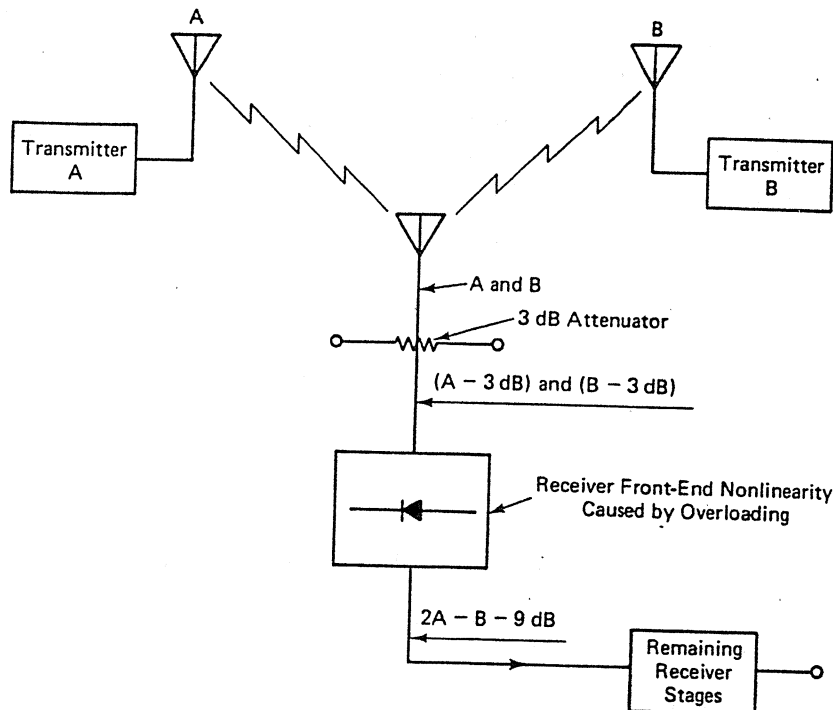 A
B
Transmitter
A
Transmitter
B
A and B
3 dB Attenuator
(A − 3 dB) and (B − 3 dB)
Receiver Front-End Nonlinearity
Caused by Overloading
2A − B − 9 dB
Remaining
Receiver
Stages